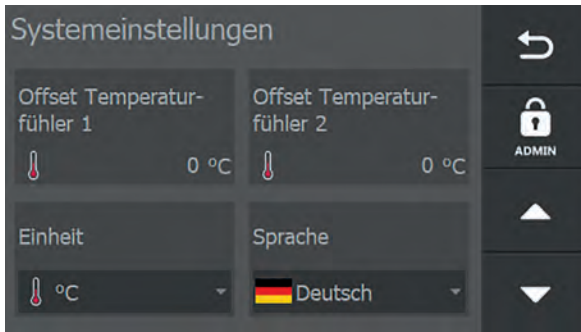 Systemeinstellungen
Offset Temperatur-
fühler 1
0 °C
Offset Temperatur-
fühler 2
0 °C
Einheit
°C
Sprache
Deutsch
ADMIN